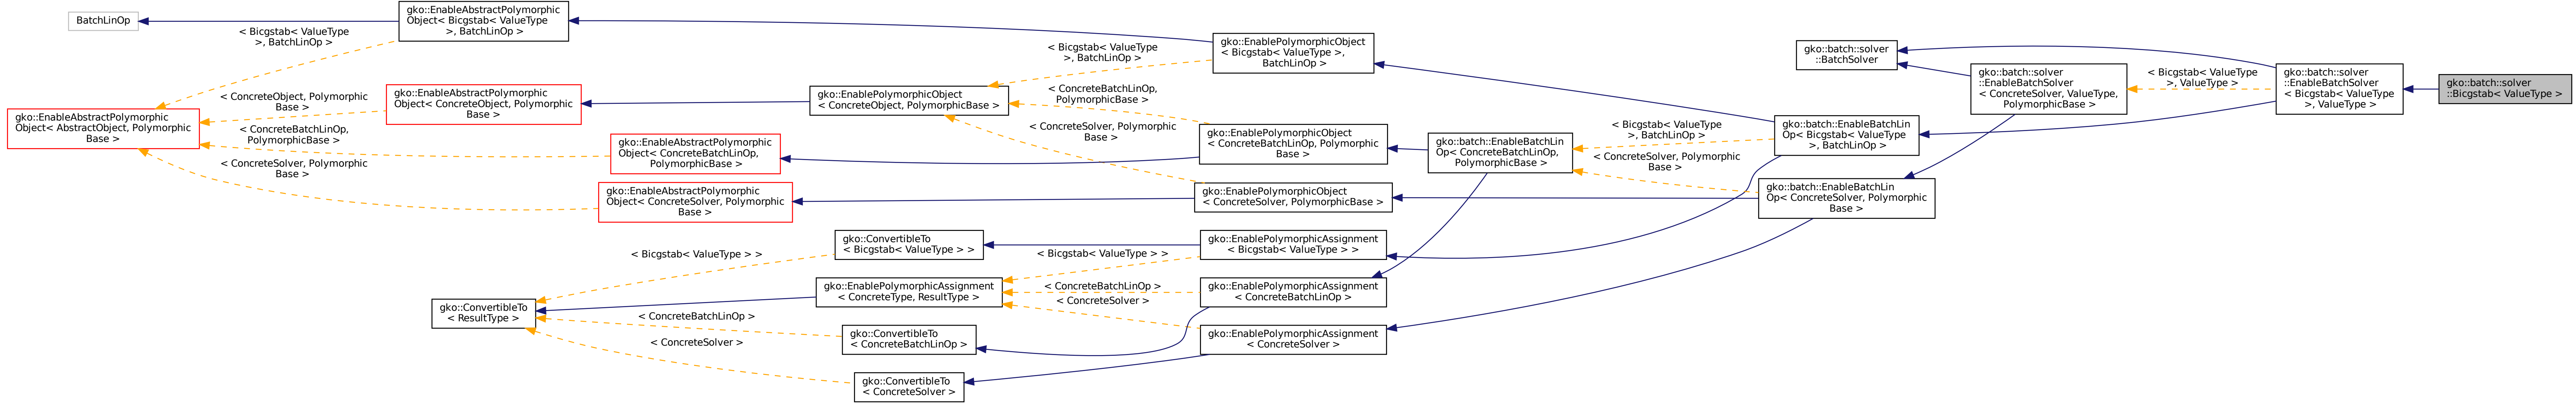 BatchLinOp
gko::EnableAbstractPolymorphic
Object< Bicgstab< ValueType
>, BatchLinOp >
< Bicgstab< ValueType
>, BatchLinOp >
gko::EnableAbstractPolymorphic
Object< AbstractObject, Polymorphic
Base >
< ConcreteObject, Polymorphic
Base >
< ConcreteBatchLinOp,
PolymorphicBase >
< ConcreteSolver, Polymorphic
Base >
gko::EnableAbstractPolymorphic
Object< ConcreteObject, Polymorphic
Base >
gko::EnableAbstractPolymorphic
Object< ConcreteBatchLinOp,
PolymorphicBase >
gko::EnableAbstractPolymorphic
Object< ConcreteSolver, Polymorphic
Base >
gko::EnablePolymorphicObject
< ConcreteObject, PolymorphicBase >
< Bicgstab< ValueType
>, BatchLinOp >
< ConcreteBatchLinOp,
PolymorphicBase >
< ConcreteSolver, Polymorphic
Base >
gko::EnablePolymorphicObject
< Bicgstab< ValueType >,
BatchLinOp >
gko::EnablePolymorphicObject
< ConcreteBatchLinOp, Polymorphic
Base >
gko::EnablePolymorphicObject
< ConcreteSolver, PolymorphicBase >
gko::batch::EnableBatchLin
Op< ConcreteBatchLinOp,
PolymorphicBase >
< Bicgstab< ValueType
>, BatchLinOp >
< ConcreteSolver, Polymorphic
Base >
gko::batch::EnableBatchLin
Op< Bicgstab< ValueType
>, BatchLinOp >
gko::batch::EnableBatchLin
Op< ConcreteSolver, Polymorphic
Base >
gko::batch::solver
::BatchSolver
gko::batch::solver
::EnableBatchSolver
< ConcreteSolver, ValueType,
PolymorphicBase >
< Bicgstab< ValueType
>, ValueType >
gko::batch::solver
::EnableBatchSolver
< Bicgstab< ValueType
>, ValueType >
gko::batch::solver
::Bicgstab< ValueType >
gko::ConvertibleTo
< ResultType >
< Bicgstab< ValueType > >
< ConcreteBatchLinOp >
< ConcreteSolver >
gko::ConvertibleTo
< Bicgstab< ValueType > >
gko::EnablePolymorphicAssignment
< ConcreteType, ResultType >
gko::ConvertibleTo
< ConcreteBatchLinOp >
gko::ConvertibleTo
< ConcreteSolver >
< Bicgstab< ValueType > >
< ConcreteBatchLinOp >
< ConcreteSolver >
gko::EnablePolymorphicAssignment
< Bicgstab< ValueType > >
gko::EnablePolymorphicAssignment
< ConcreteBatchLinOp >
gko::EnablePolymorphicAssignment
< ConcreteSolver >